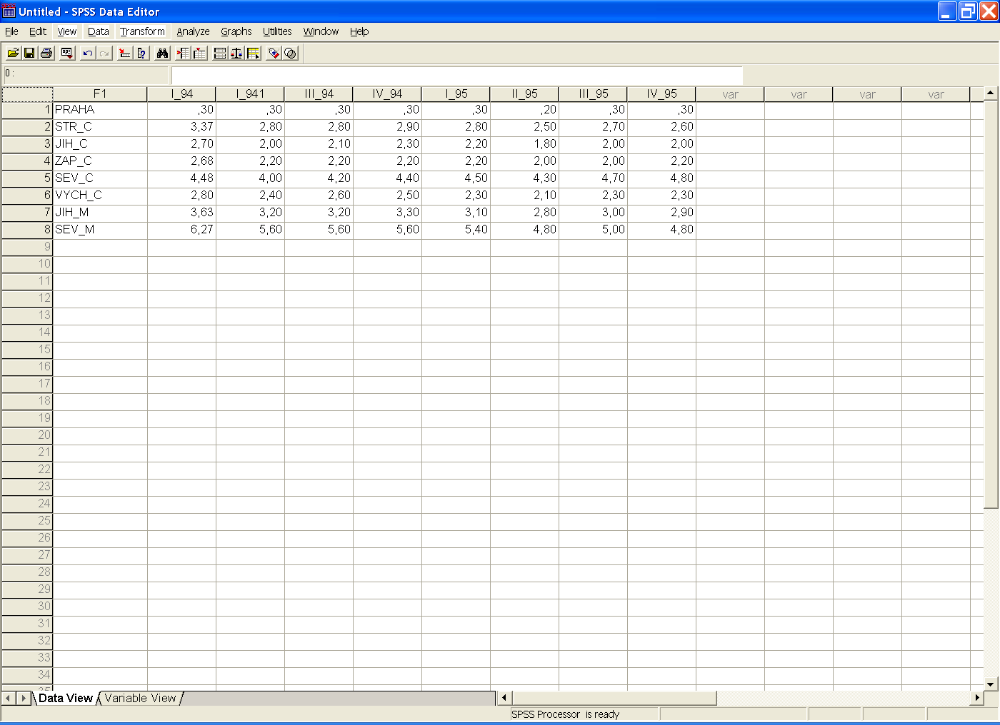 Untitled - SPSS Data Editor
File Edit View Data Transform Analyze Graphs Utilities Window Help
0 :
F1 I_94 I_941 III_94 IV_94 I_95 II_95 III_95 IV_95 var var var var
1 PRAHA ,30 ,30 ,30 ,30 ,30 ,20 ,30 ,30
2 STR_C 3,37 2,80 2,80 2,90 2,80 2,50 2,70 2,60
3 JIH_C 2,70 2,00 2,10 2,30 2,20 1,80 2,00 2,00
4 ZAP_C 2,68 2,20 2,20 2,20 2,20 2,00 2,00 2,20
5 SEV_C 4,48 4,00 4,20 4,40 4,50 4,30 4,70 4,80
6 VYCH_C 2,80 2,40 2,60 2,50 2,30 2,10 2,30 2,30
7 JIH_M 3,63 3,20 3,20 3,30 3,10 2,80 3,00 2,90
8 SEV_M 6,27 5,60 5,60 5,60 5,40 4,80 5,00 4,80
9
10
11
12
13
14
15
16
17
18
19
20
21
22
23
24
25
26
27
28
29
30
31
32
33
34
35
Data View Variable View
SPSS Processor is ready